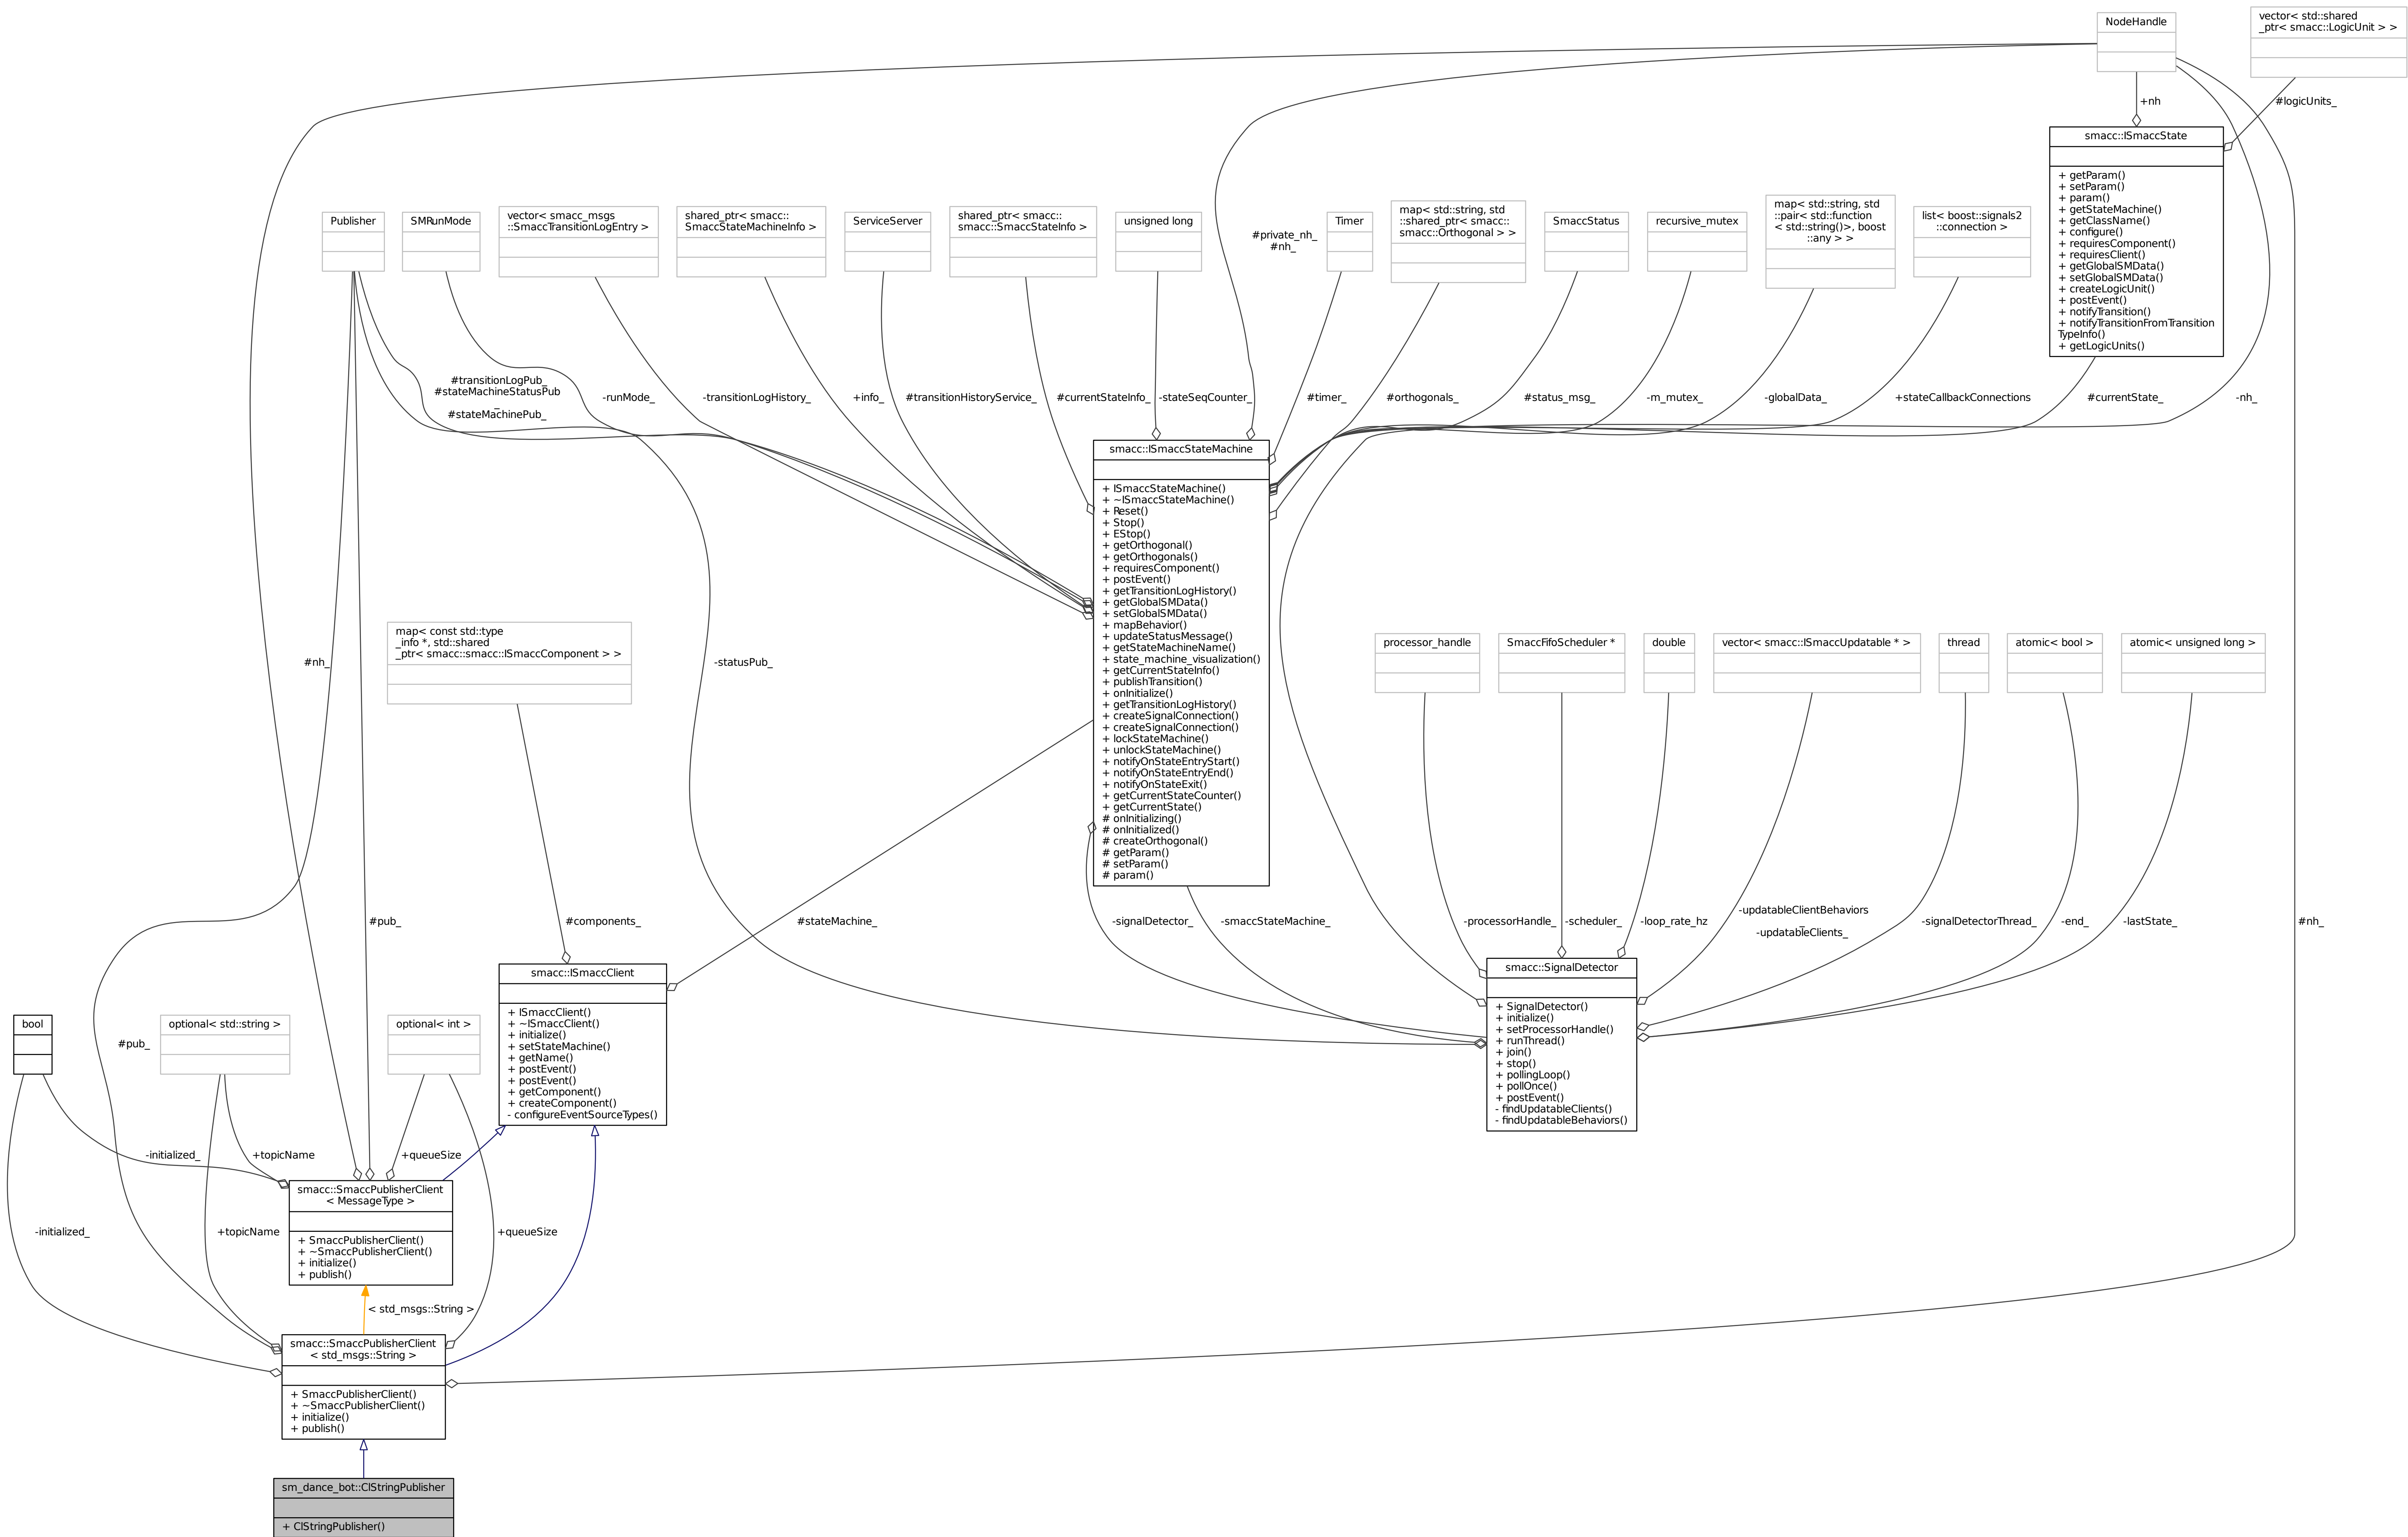 NodeHandle
vector< std::shared
_ptr< smacc::LogicUnit > >
+nh
#logicUnits_
smacc::ISmaccState
+ getParam()
+ setParam()
+ param()
+ getStateMachine()
+ getClassName()
+ configure()
+ requiresComponent()
+ requiresClient()
+ getGlobalSMData()
+ setGlobalSMData()
+ createLogicUnit()
+ postEvent()
+ notifyTransition()
+ notifyTransitionFromTransition
TypeInfo()
+ getLogicUnits()
Publisher
SMRunMode
vector< smacc_msgs
::SmaccTransitionLogEntry >
shared_ptr< smacc::
SmaccStateMachineInfo >
ServiceServer
shared_ptr< smacc::
smacc::SmaccStateInfo >
unsigned long
#private_nh_
#nh_
Timer
map< std::string, std
::shared_ptr< smacc::
smacc::Orthogonal > >
SmaccStatus
recursive_mutex
map< std::string, std
::pair< std::function
< std::string()>, boost
::any > >
list< boost::signals2
::connection >
#transitionLogPub_
#stateMachineStatusPub
_
#stateMachinePub_
-runMode_
-transitionLogHistory_
+info_
#transitionHistoryService_
#currentStateInfo_
-stateSeqCounter_
#timer_
#orthogonals_
#status_msg_
-m_mutex_
-globalData_
+stateCallbackConnections
#currentState_
-nh_
smacc::ISmaccStateMachine
+ ISmaccStateMachine()
+ ~ISmaccStateMachine()
+ Reset()
+ Stop()
+ EStop()
+ getOrthogonal()
+ getOrthogonals()
+ requiresComponent()
+ postEvent()
+ getTransitionLogHistory()
+ getGlobalSMData()
+ setGlobalSMData()
+ mapBehavior()
+ updateStatusMessage()
+ getStateMachineName()
+ state_machine_visualization()
+ getCurrentStateInfo()
+ publishTransition()
+ onInitialize()
+ getTransitionLogHistory()
+ createSignalConnection()
+ createSignalConnection()
+ lockStateMachine()
+ unlockStateMachine()
+ notifyOnStateEntryStart()
+ notifyOnStateEntryEnd()
+ notifyOnStateExit()
+ getCurrentStateCounter()
+ getCurrentState()
# onInitializing()
# onInitialized()
# createOrthogonal()
# getParam()
# setParam()
# param()
map< const std::type
_info *, std::shared
_ptr< smacc::smacc::ISmaccComponent > >
#nh_
-statusPub_
processor_handle
SmaccFifoScheduler *
double
vector< smacc::ISmaccUpdatable * >
thread
atomic< bool >
atomic< unsigned long >
#pub_
#components_
#stateMachine_
-signalDetector_
-smaccStateMachine_
-processorHandle_
-scheduler_
-loop_rate_hz
-updatableClientBehaviors
_
-updatableClients_
-signalDetectorThread_
-end_
-lastState_
#nh_
smacc::ISmaccClient
+ ISmaccClient()
+ ~ISmaccClient()
+ initialize()
+ setStateMachine()
+ getName()
+ postEvent()
+ postEvent()
+ getComponent()
+ createComponent()
- configureEventSourceTypes()
smacc::SignalDetector
+ SignalDetector()
+ initialize()
+ setProcessorHandle()
+ runThread()
+ join()
+ stop()
+ pollingLoop()
+ pollOnce()
+ postEvent()
- findUpdatableClients()
- findUpdatableBehaviors()
bool
#pub_
optional< std::string >
optional< int >
-initialized_
+topicName
+queueSize
smacc::SmaccPublisherClient
< MessageType >
+ SmaccPublisherClient()
+ ~SmaccPublisherClient()
+ initialize()
+ publish()
-initialized_
+topicName
+queueSize
< std_msgs::String >
smacc::SmaccPublisherClient
< std_msgs::String >
+ SmaccPublisherClient()
+ ~SmaccPublisherClient()
+ initialize()
+ publish()
sm_dance_bot::ClStringPublisher
+ ClStringPublisher()